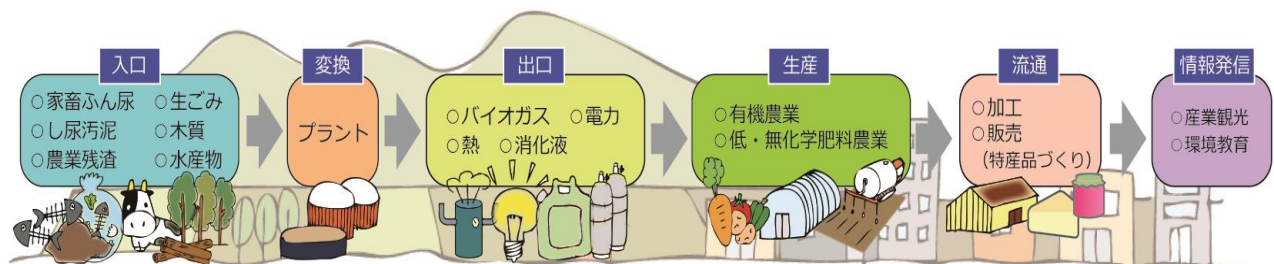 入口
○家畜ふん尿 ○生ごみ
○し尿汚泥 ○木質
○農業残渣 ○水産物
変換
プラント
出口
○バイオガス ○電力
○熱 ○消化液
生産
○有機農業
○低・無化学肥料農業
流通
○加工
○販売
(特産品づくり)
情報発信
○産業観光
○環境教育